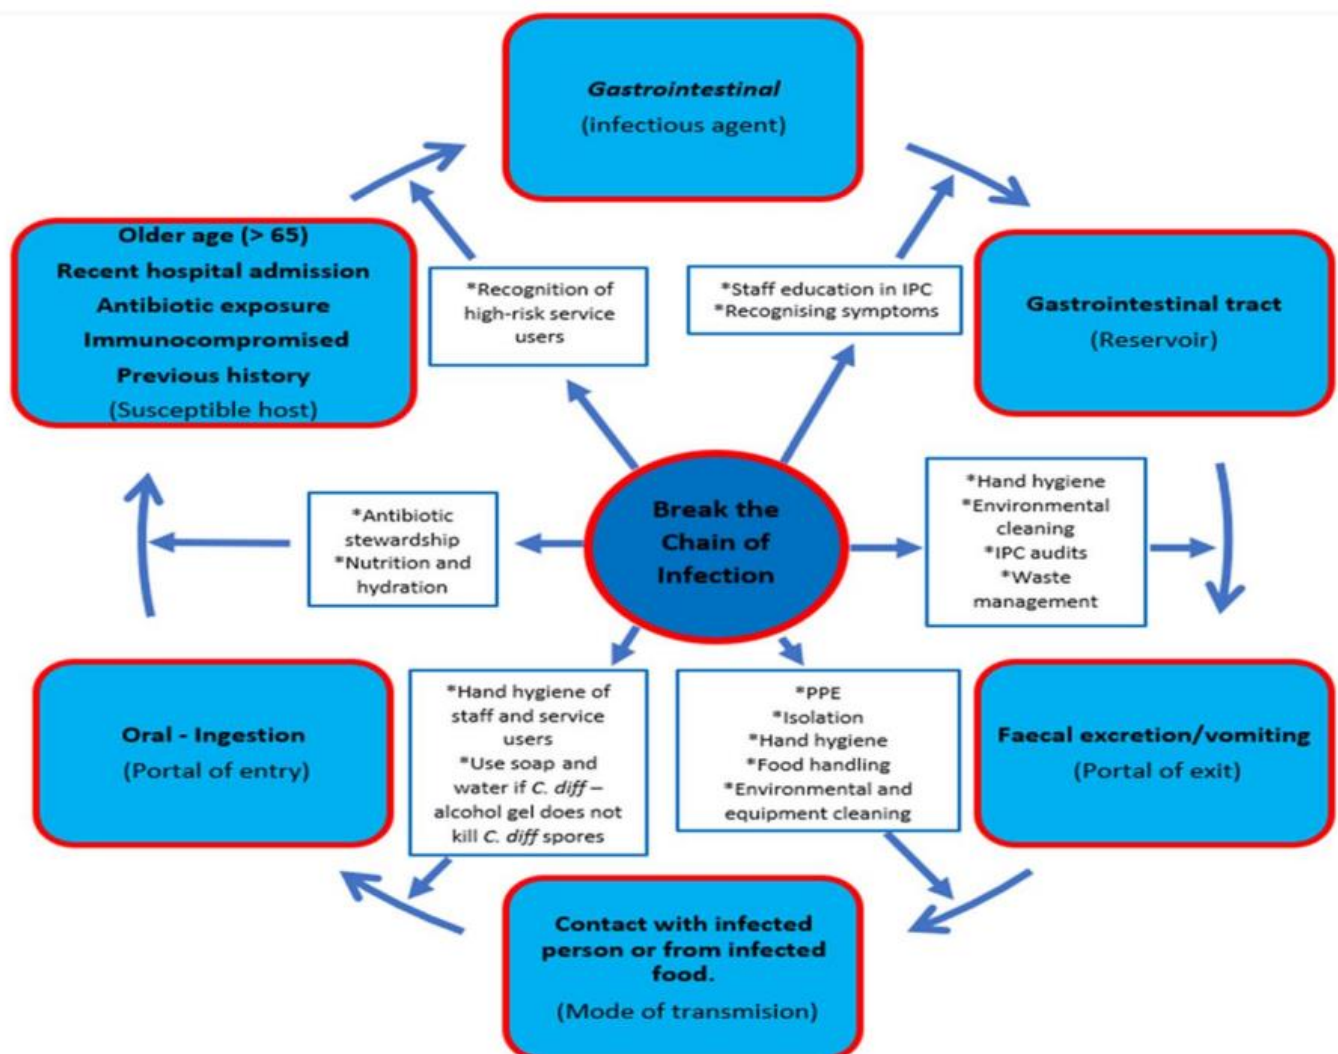 Gastrointestinal
(infectious agent)
Older age (> 65)
Recent hospital admission
Antibiotic exposure
Immunocompromised
Previous history
(Susceptible host)
*Recognition of
high-risk service
users
*Staff education in IPC
*Recognising symptoms
Gastrointestinal tract
(Reservoir)
*Antibiotic
stewardship
*Nutrition and
hydration
Break the
Chain of
Infection
*Hand hygiene
*Environmental
cleaning
*IPC audits
*Waste
management
Oral - Ingestion
(Portal of entry)
*Hand hygiene of
staff and service
users
*Use soap and
water if C. diff –
alcohol gel does not
kill C. diff spores
*PPE
*Isolation
*Hand hygiene
*Food handling
*Environmental and
equipment cleaning
Faecal excretion/vomiting
(Portal of exit)
Contact with infected
person or from infected
food.
(Mode of transmision)